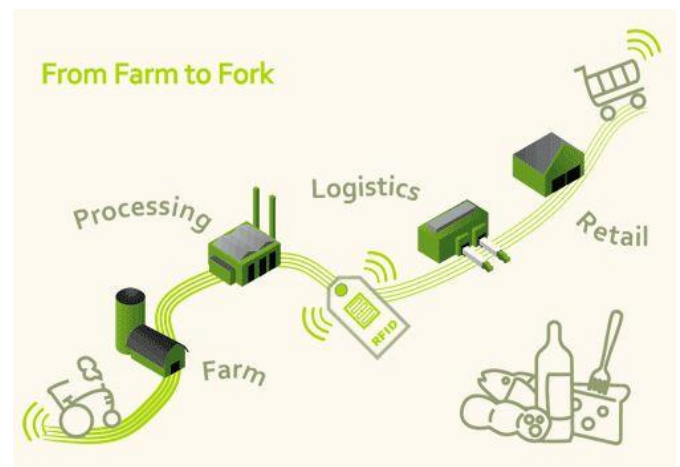 From Farm to Fork
Logistics
Processing
Retail
RFID
Farm